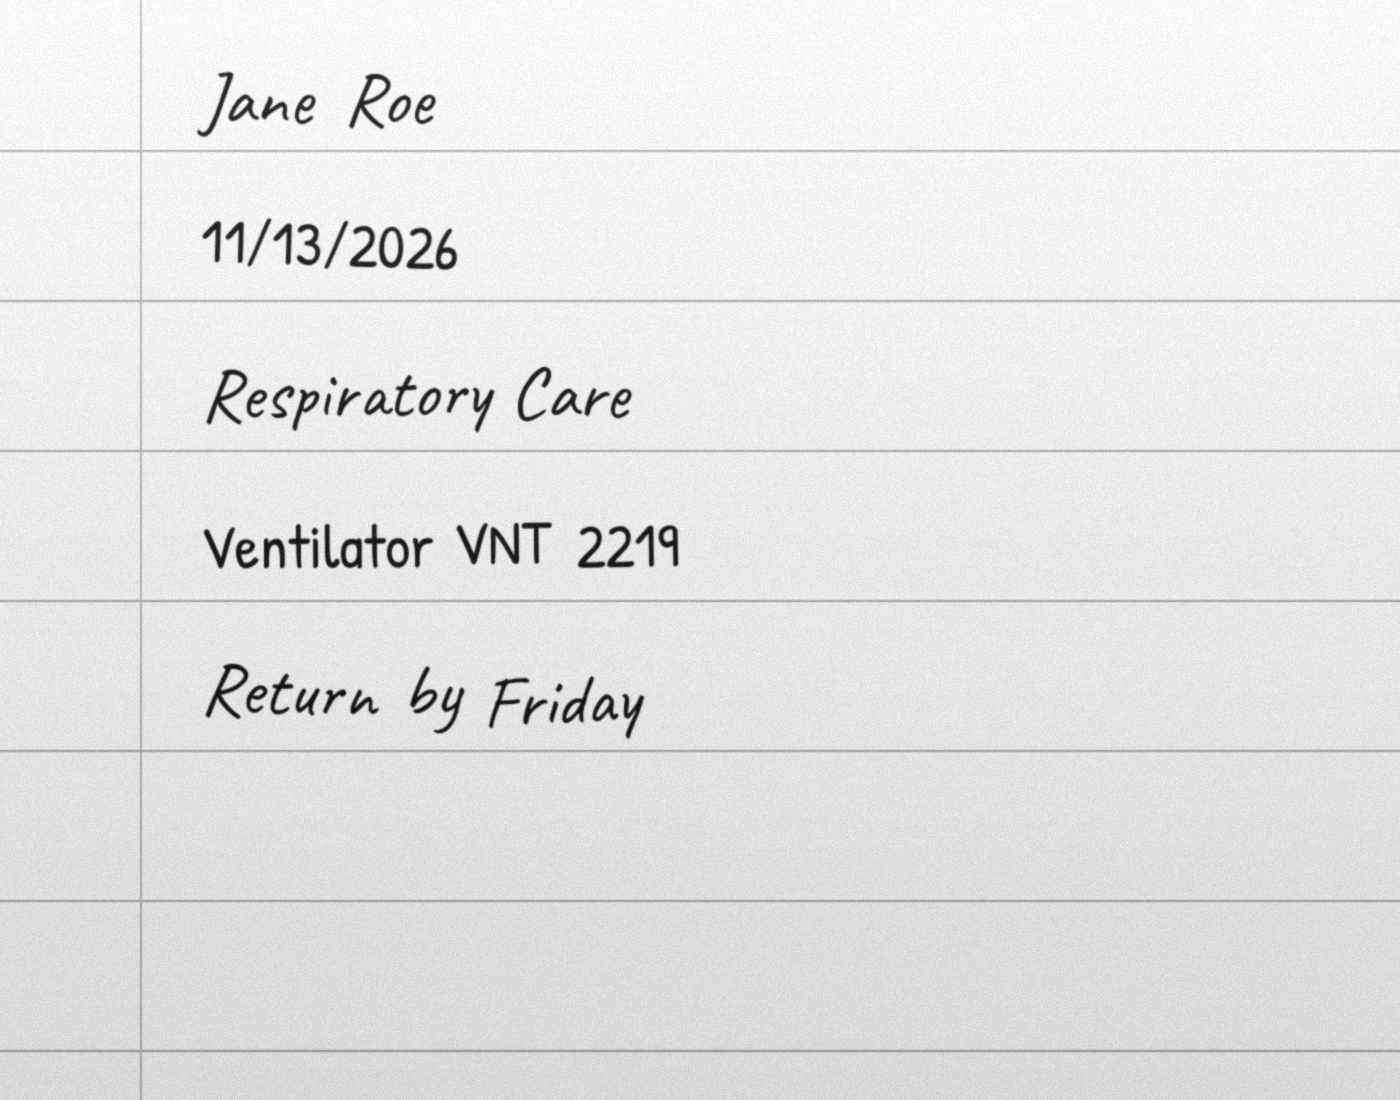 Jane Roe
11/13/2026
Respiratory Care
Ventilator VNT 2219
Return by Friday